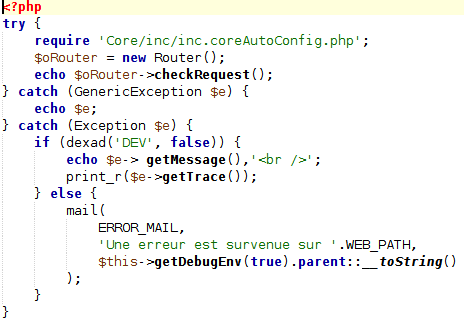 <?php
try {
    require 'Core/inc/inc.coreAutoConfig.php';
    $oRouter = new Router();
    echo $oRouter->checkRequest();
} catch (GenericException $e) {
    echo $e;
} catch (Exception $e) {
    if (dexad('DEV', false)) {
        echo $e-> getMessage(),'<br />';
        print_r($e->getTrace());
    } else {
        mail(
            ERROR_MAIL,
            'Une erreur est survenue sur '.WEB_PATH,
            $this->getDebugEnv(true).parent::__toString()
        );
    }
}